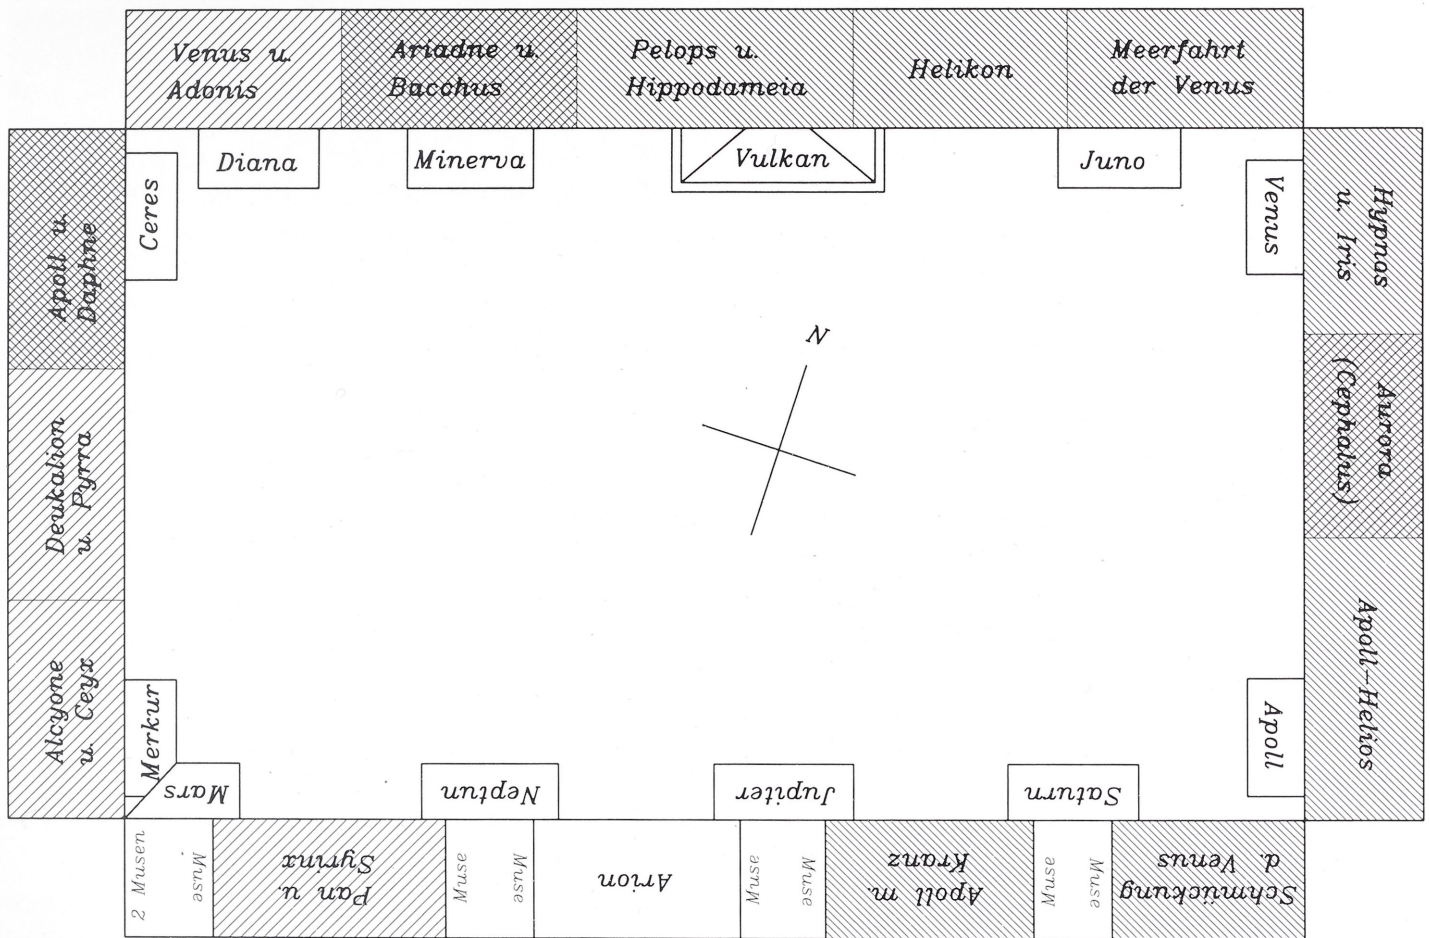 Venus u.
Adonis
Ariadne u.
Bacchus
Pelops u.
Hippodameia
Helikon
Meerfahrt
der Venus
Diana
Minerva
Vulkan
Juno
Ceres
Venus
Apoll u.
Daphne
Hypnos
u. Iris
N
Deukalion
u. Pyrra
Aurora
(Cephalus)
Alcyone
u. Ceyx
Apoll-Helios
Merkur
Apoll
Mars
Neptun
Jupiter
Saturn
2 Musen
Muse
Pan u.
Syrinx
Muse
Muse
Arion
Muse
Muse
Apoll m.
Kranz
Muse
Muse
Schmückung
d. Venus